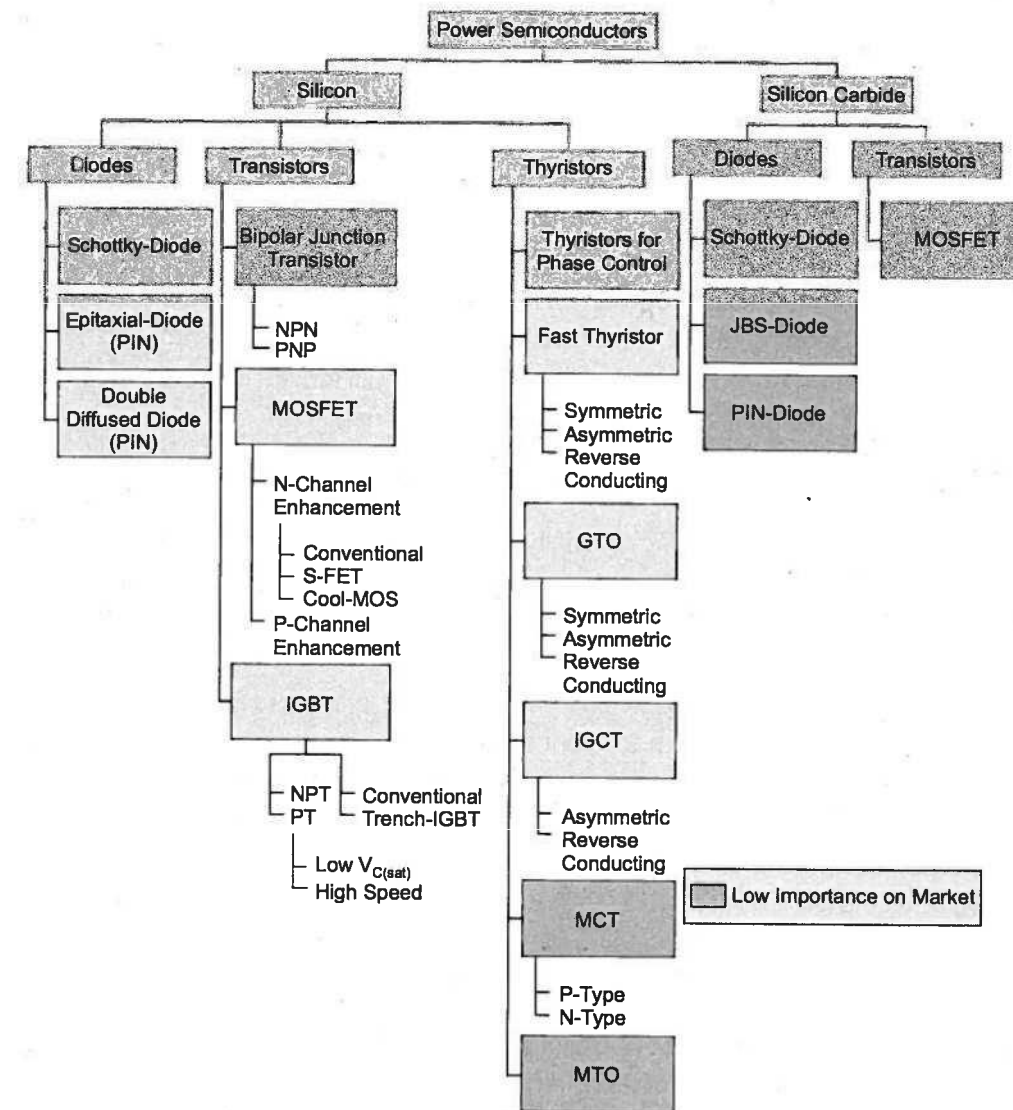 Power Semiconductors
Silicon
Silicon Carbide
Diodes
Transistors
Thyristors
Diodes
Transistors
Schottky-Diode
Epitaxial-Diode
(PIN)
Double
Diffused Diode
(PIN)
Bipolar Junction
Transistor
NPN
PNP
MOSFET
N-Channel
Enhancement
Conventional
S-FET
Cool-MOS
P-Channel
Enhancement
IGBT
NPT
PT
Conventional
Trench-IGBT
Low VC(sat)
High Speed
Thyristors for
Phase Control
Fast Thyristor
Symmetric
Asymmetric
Reverse
Conducting
GTO
Symmetric
Asymmetric
Reverse
Conducting
IGCT
Asymmetric
Reverse
Conducting
MCT
P-Type
N-Type
MTO
Schottky-Diode
JBS-Diode
PIN-Diode
MOSFET
Low Importance on Market